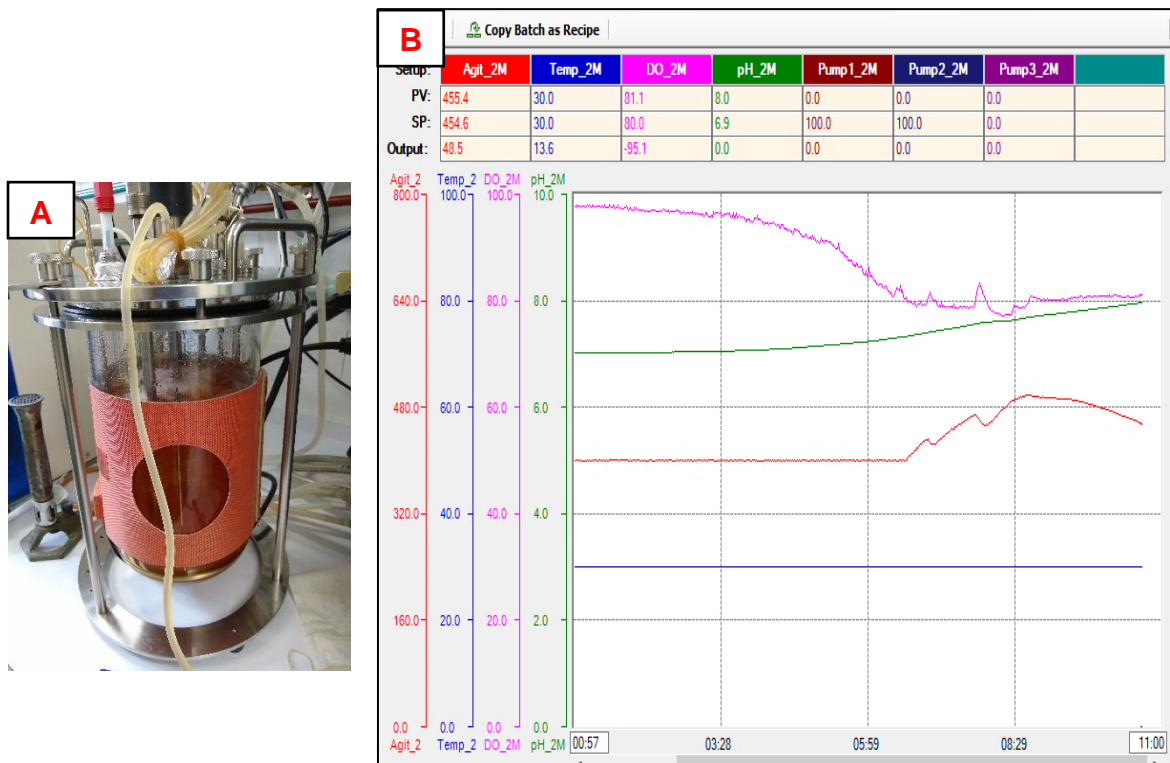 A
B
Copy Batch as Recipe
Setup: Agit_2M Temp_2M DO_2M pH_2M Pump1_2M Pump2_2M Pump3_2M
PV: 455.4 30.0 81.1 8.0 0.0 0.0 0.0
SP: 454.6 30.0 80.0 6.9 100.0 100.0 0.0
Output: 48.5 13.6 -95.1 0.0 0.0 0.0 0.0
Agit_2 Temp_2 DO_2M pH_2M
800.0 100.0 100.0 10.0
640.0 80.0 80.0 8.0
480.0 60.0 60.0 6.0
320.0 40.0 40.0 4.0
160.0 20.0 20.0 2.0
0.0 0.0 0.0 0.0
Agit_2 Temp_2 DO_2M pH_2M 00:57 03:28 05:59 08:29 11:00